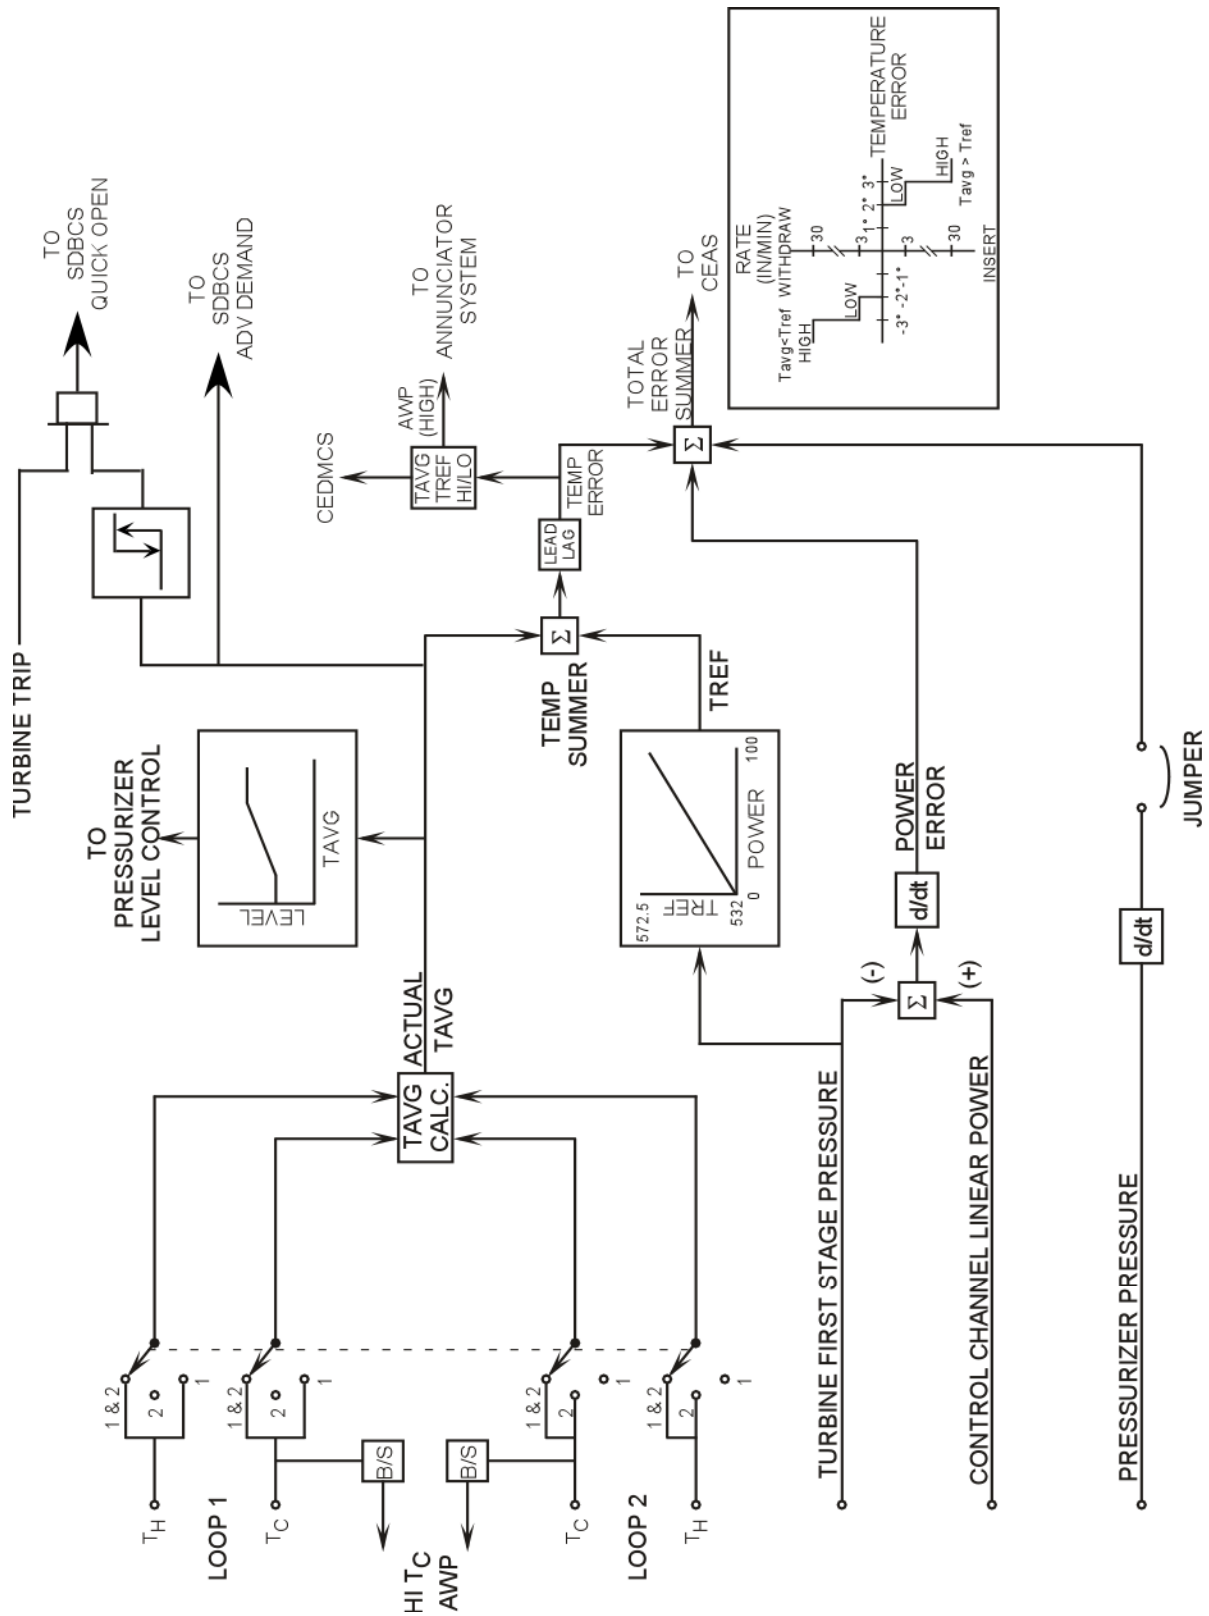 TO
SDBCS
QUICK OPEN
TURBINE TRIP
TO
SDBCS
ADV DEMAND
TO
PRESSURIZER
LEVEL CONTROL
LEVEL
TAVG
CEDMCS
TAVG
TREF
HI/LO
AWP
(HIGH)
TO
ANNUNCIATOR
SYSTEM
LEAD
LAG
TEMP
ERROR
Σ
TEMP
SUMMER
TREF
572.5
TREF
532
0
POWER
100
TOTAL
ERROR
SUMMER
Σ
TO
CEAS
RATE
(IN/MIN)
Tavg<Tref WITHDRAW
HIGH
LOW
30
3
-3° -2° -1°
1° 2° 3°
TEMPERATURE
ERROR
3
30
LOW
HIGH
Tavg > Tref
INSERT
ACTUAL
TAVG
TAVG
CALC.
1 & 2
2
1
TH
LOOP 1
1 & 2
2
1
TC
B/S
HI TC
AWP
B/S
1 & 2
2
1
TC
LOOP 2
1 & 2
2
1
TH
TURBINE FIRST STAGE PRESSURE
(-)
Σ
(+)
d/dt
POWER
ERROR
CONTROL CHANNEL LINEAR POWER
PRESSURIZER PRESSURE
d/dt
JUMPER